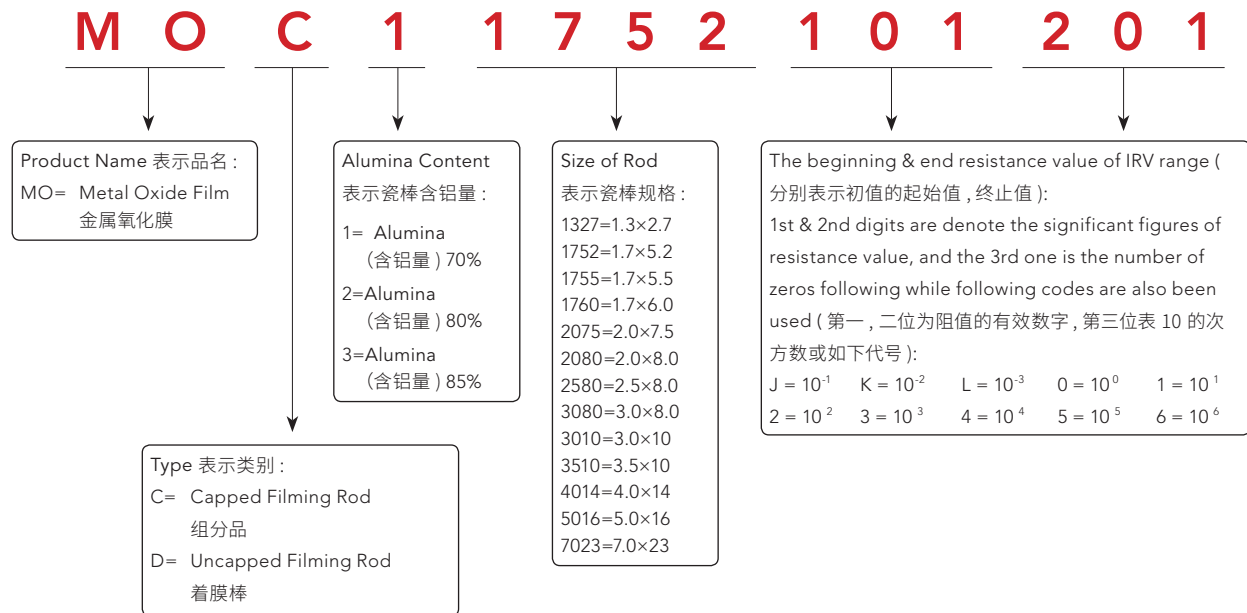 M O C 1 1 7 5 2 1 0 1 2 0 1
Product Name 表示品名 :
MO= Metal Oxide Film
金属氧化膜
Alumina Content
表示瓷棒含铝量 :
1= Alumina
(含铝量 ) 70%
2=Alumina
(含铝量 ) 80%
3=Alumina
(含铝量 ) 85%
Size of Rod
表示瓷棒规格 :
1327=1.3×2.7
1752=1.7×5.2
1755=1.7×5.5
1760=1.7×6.0
2075=2.0×7.5
2080=2.0×8.0
2580=2.5×8.0
3080=3.0×8.0
3010=3.0×10
3510=3.5×10
4014=4.0×14
5016=5.0×16
7023=7.0×23
The beginning & end resistance value of IRV range (
分别表示初值的起始值 , 终止值 ):
1st & 2nd digits are denote the significant figures of
resistance value, and the 3rd one is the number of
zeros following while following codes are also been
used ( 第一 , 二位为阻值的有效数字 , 第三位表 10 的次
方数或如下代号 ):
J = 10⁻¹ K = 10⁻² L = 10⁻³ 0 = 10⁰ 1 = 10¹
2 = 10² 3 = 10³ 4 = 10⁴ 5 = 10⁵ 6 = 10⁶
Type 表示类别 :
C= Capped Filming Rod
组分品
D= Uncapped Filming Rod
着膜棒